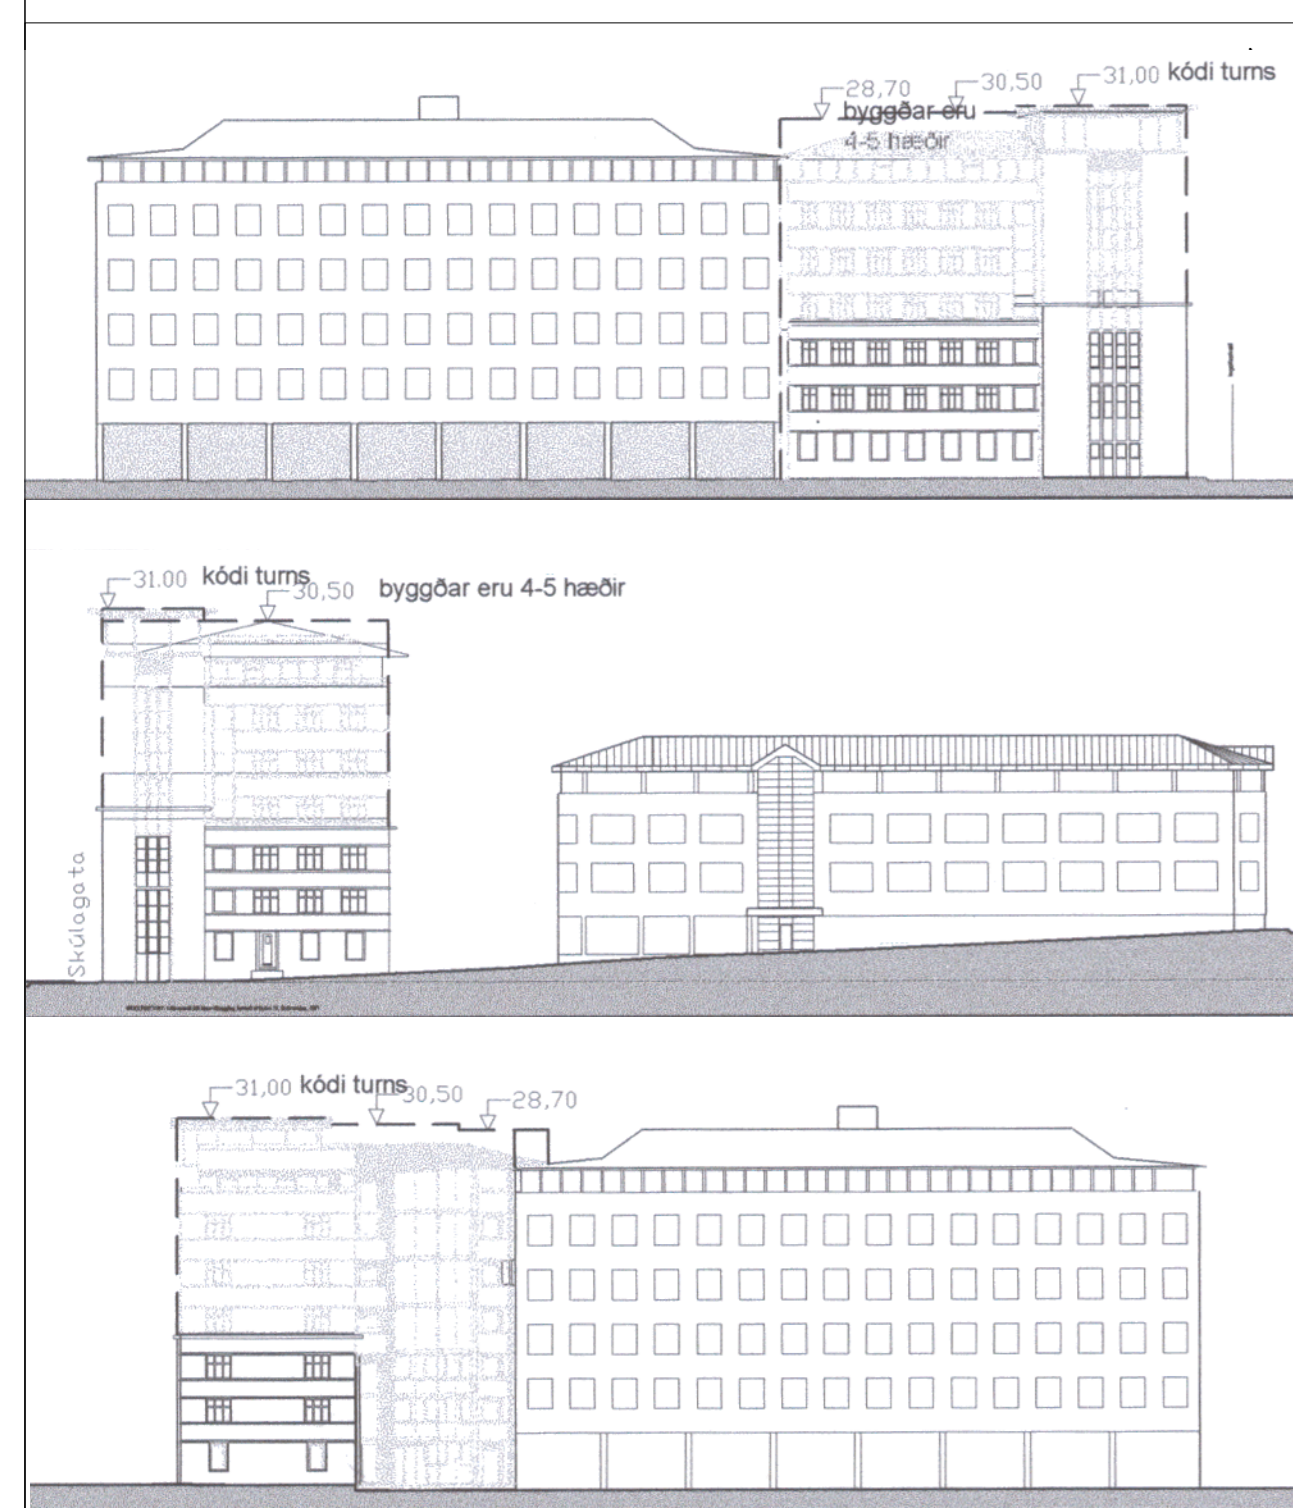 28,70
30,50
31,00 kódi turns
byggðar eru
4-5 hæðir
31.00 kódi turns
30,50 byggðar eru 4-5 hæðir
Skúlagata
31,00 kódi turns
30,50
28,70